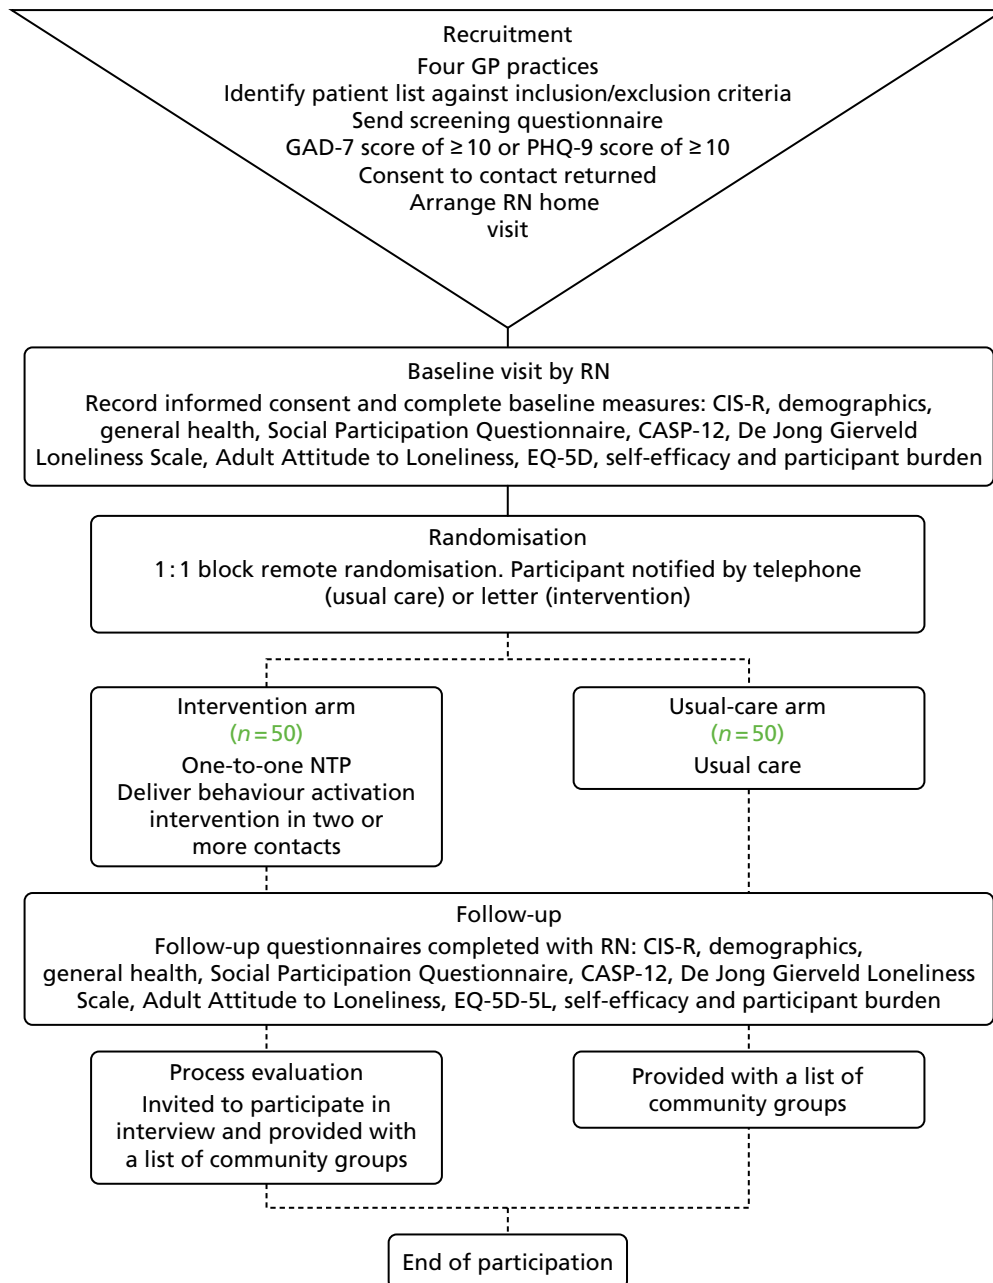 Recruitment
Four GP practices
Identify patient list against inclusion/exclusion criteria
Send screening questionnaire
GAD-7 score of ≥ 10 or PHQ-9 score of ≥ 10
Consent to contact returned
Arrange RN home
visit
Baseline visit by RN
Record informed consent and complete baseline measures: CIS-R, demographics,
general health, Social Participation Questionnaire, CASP-12, De Jong Gierveld
Loneliness Scale, Adult Attitude to Loneliness, EQ-5D, self-efficacy and participant burden
Randomisation
1 : 1 block remote randomisation. Participant notified by telephone
(usual care) or letter (intervention)
Intervention arm
(n = 50)
One-to-one NTP
Deliver behaviour activation
intervention in two or
more contacts
Usual-care arm
(n = 50)
Usual care
Follow-up
Follow-up questionnaires completed with RN: CIS-R, demographics,
general health, Social Participation Questionnaire, CASP-12, De Jong Gierveld Loneliness
Scale, Adult Attitude to Loneliness, EQ-5D-5L, self-efficacy and participant burden
Process evaluation
Invited to participate in
interview and provided with
a list of community groups
Provided with a list of
community groups
End of participation